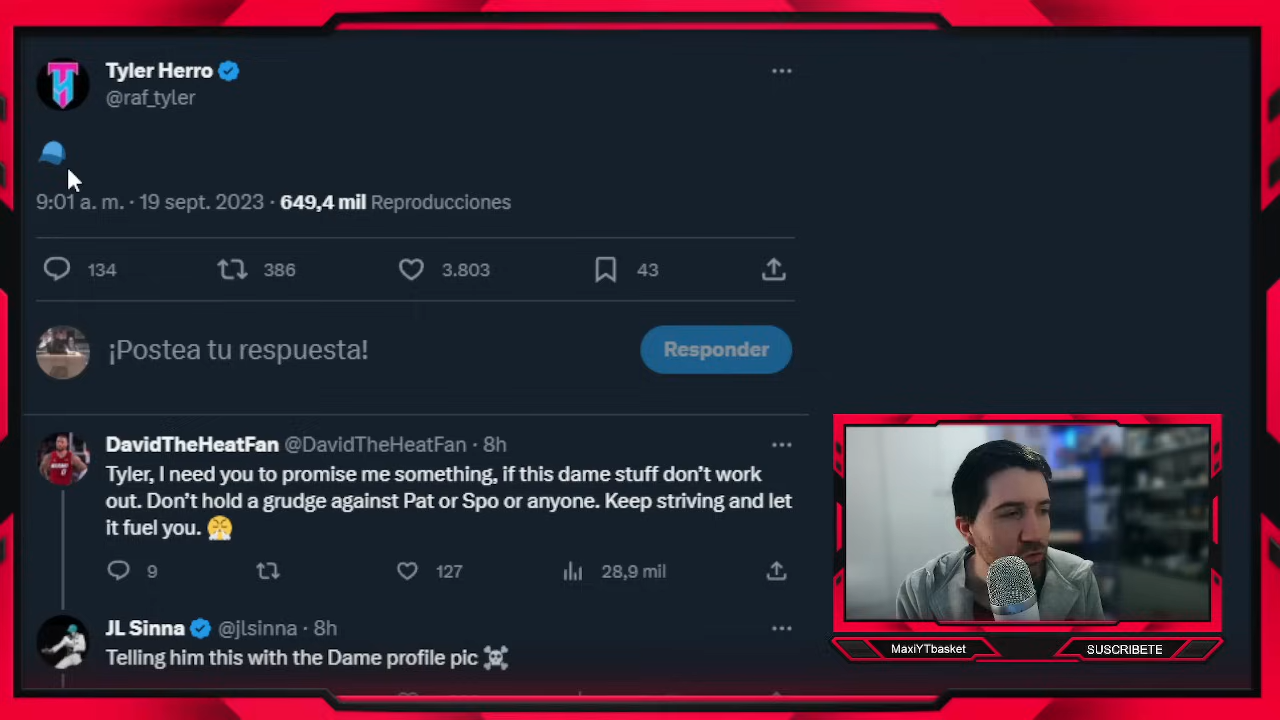 Tyler Herro
@raf_tyler
🧢
9:01 a. m. · 19 sept. 2023 · 649,4 mil Reproducciones
134 386 3.803 43
¡Postea tu respuesta!
Responder
DavidTheHeatFan @DavidTheHeatFan · 8h
Tyler, I need you to promise me something, if this dame stuff don’t work
out. Don’t hold a grudge against Pat or Spo or anyone. Keep striving and let
it fuel you. 😤
9 127 28,9 mil
JL Sinna @jlsinna · 8h
Telling him this with the Dame profile pic ☠️
MaxiYTbasket
SUSCRIBETE